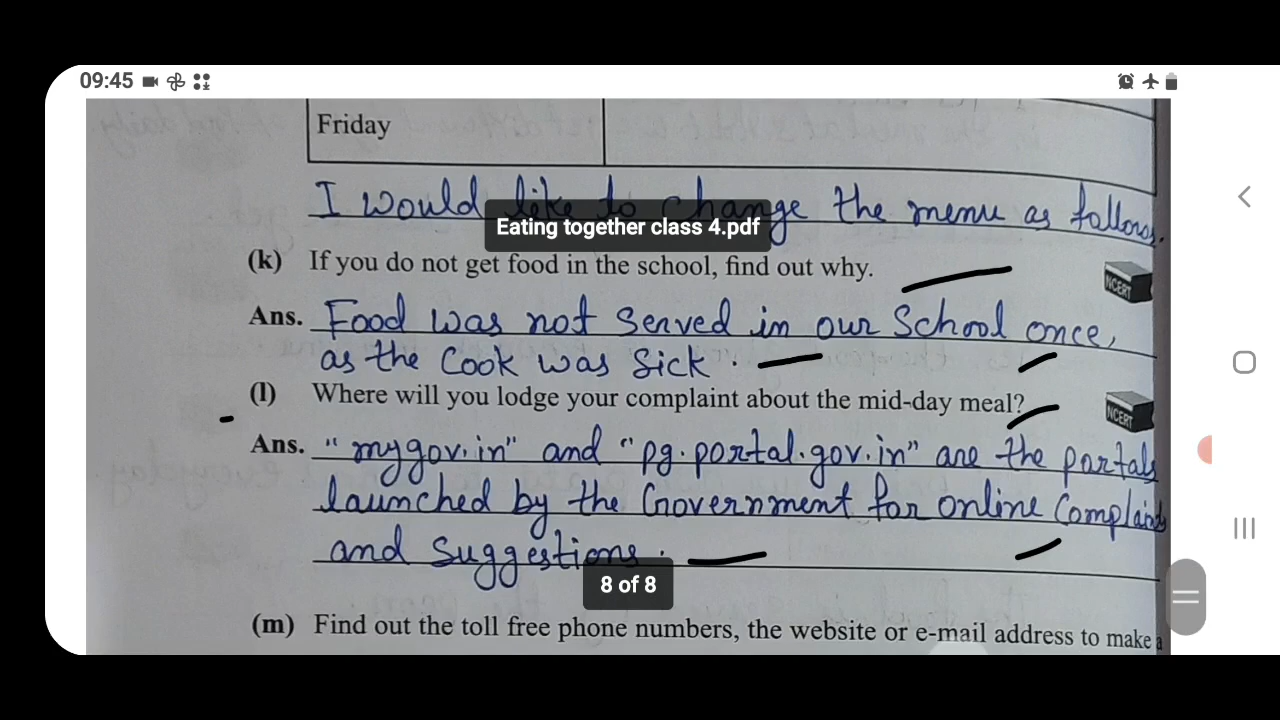 09:45
Friday
I would like to change the menu as follows.
Eating together class 4.pdf
(k) If you do not get food in the school, find out why.
NCERT
Ans. Food was not served in our School once,
as the Cook was Sick.
(l) Where will you lodge your complaint about the mid-day meal?
NCERT
Ans. "mygov.in" and "pg.portal.gov.in" are the portals
launched by the Government for online Complaints
and Suggestions.
8 of 8
(m) Find out the toll free phone numbers, the website or e-mail address to make a